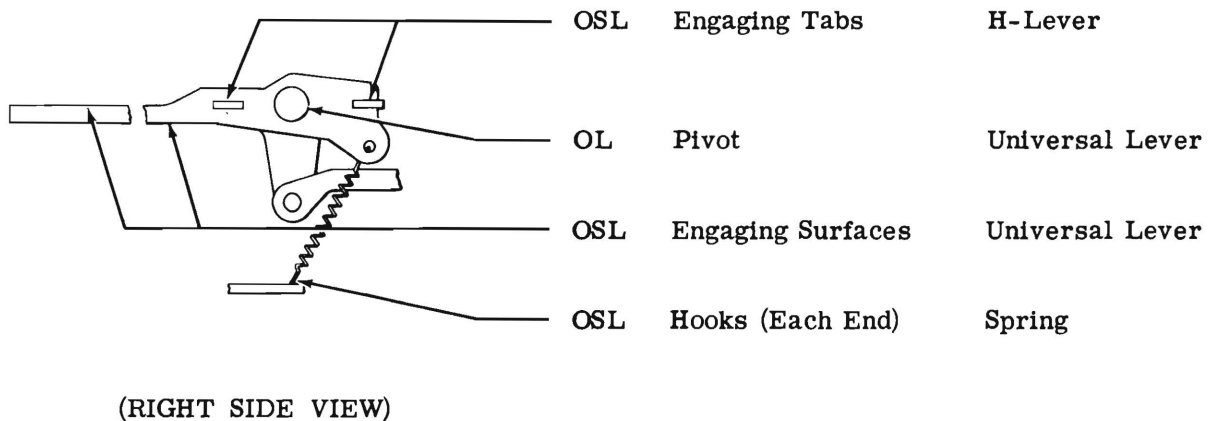 OSL Engaging Tabs H-Lever
OL Pivot Universal Lever
OSL Engaging Surfaces Universal Lever
OSL Hooks (Each End) Spring
(RIGHT SIDE VIEW)